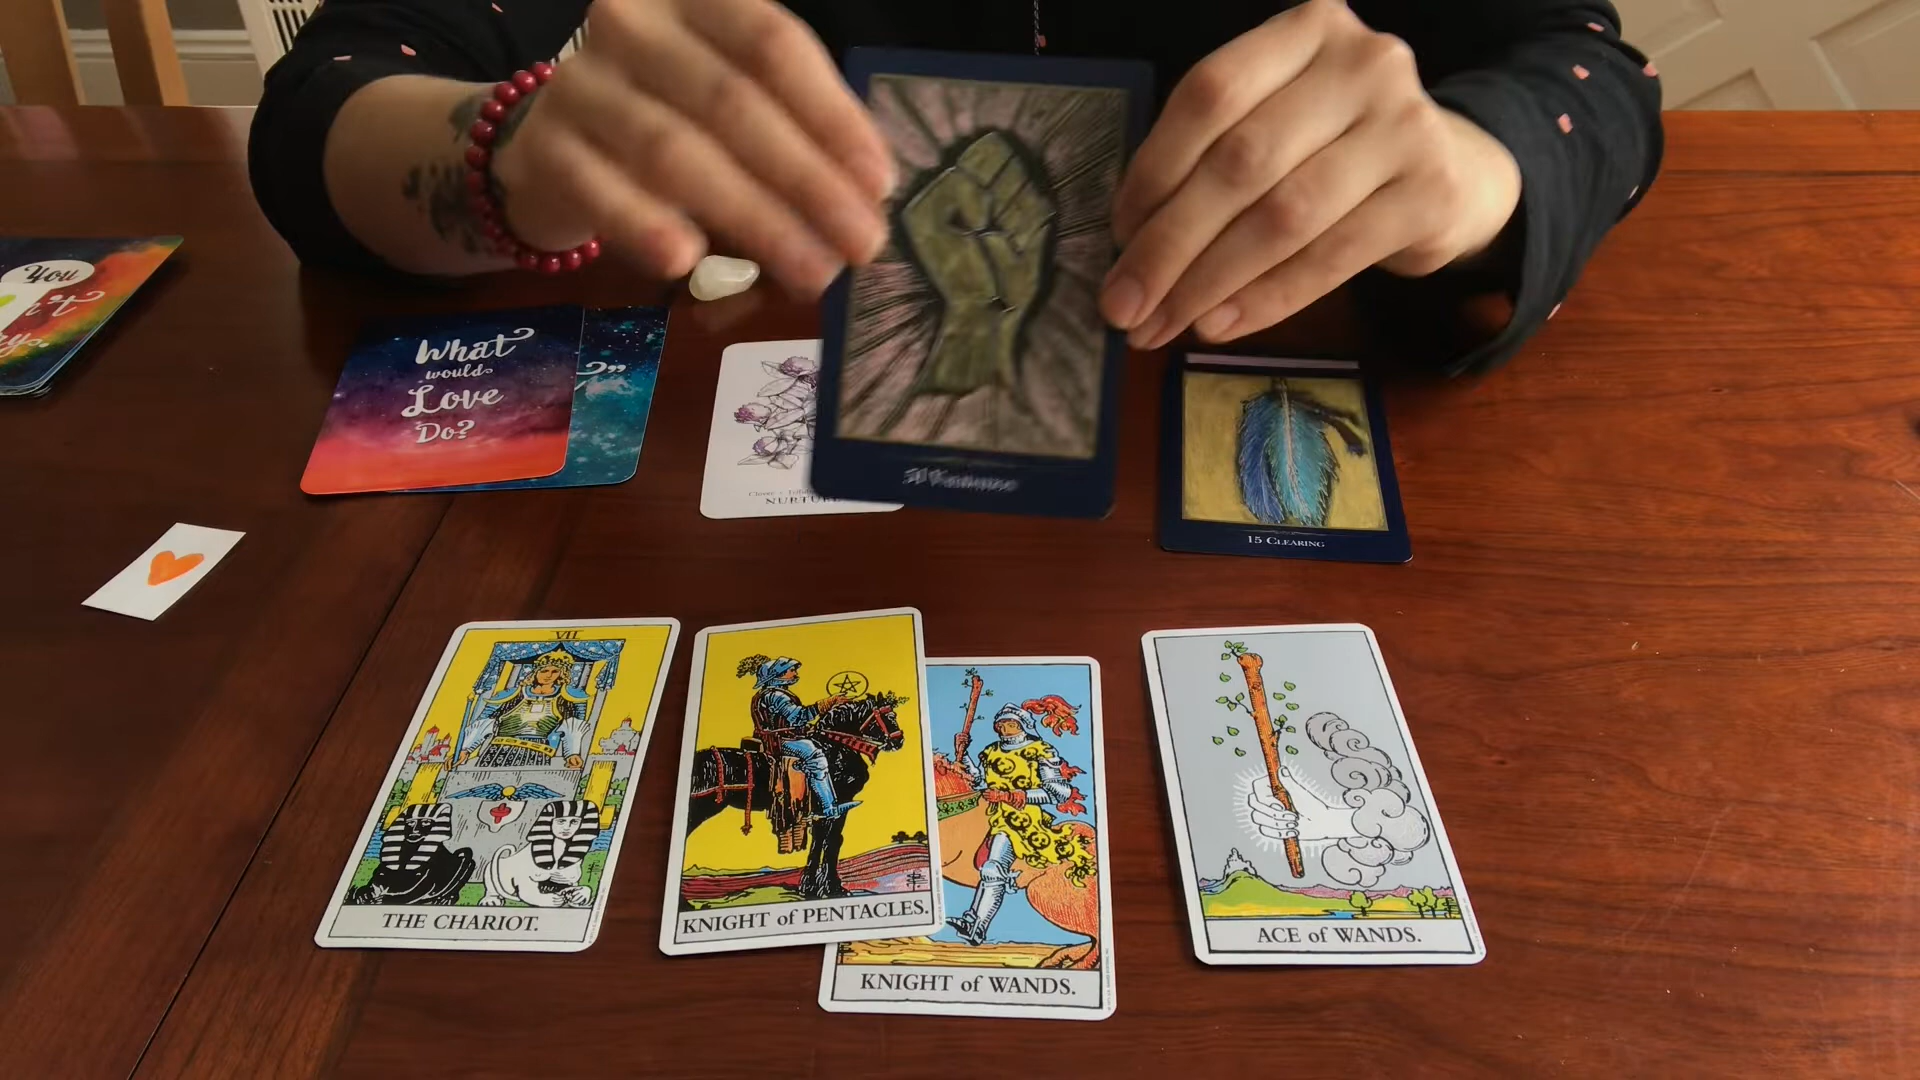 You
What
would
Love
Do?
?”
NURTURE
15 CLEARING
VII
THE CHARIOT.
KNIGHT of PENTACLES.
KNIGHT of WANDS.
ACE of WANDS.